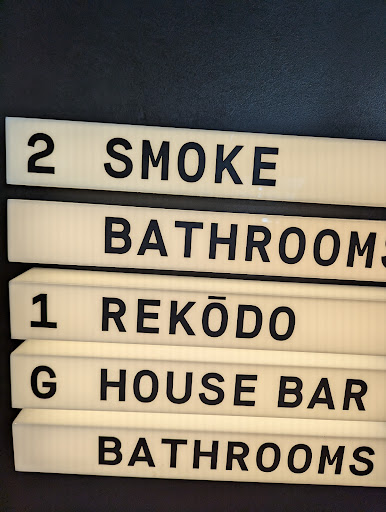 2 SMOKE
BATHROOMS
1 REKŌDO
G HOUSE BAR
BATHROOMS